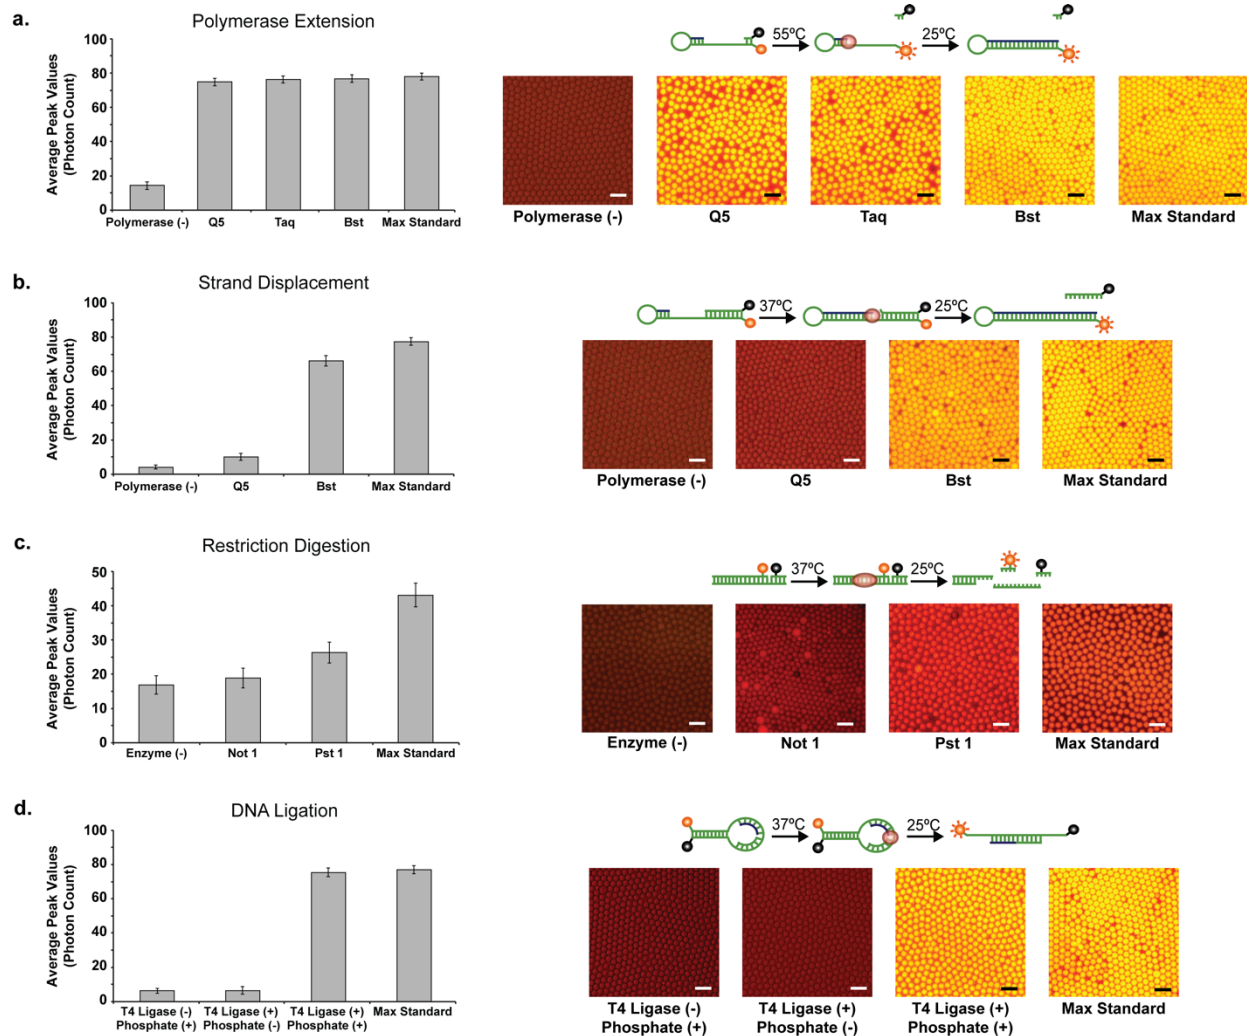 a.
Polymerase Extension
Average Peak Values
(Photon Count)
100
80
60
40
20
0
Polymerase (-)
Q5
Taq
Bst
Max Standard
55ºC
25ºC
Polymerase (-)
Q5
Taq
Bst
Max Standard
b.
Strand Displacement
Average Peak Values
(Photon Count)
100
80
60
40
20
0
Polymerase (-)
Q5
Bst
Max Standard
37ºC
25ºC
Polymerase (-)
Q5
Bst
Max Standard
c.
Restriction Digestion
Average Peak Values
(Photon Count)
50
40
30
20
10
0
Enzyme (-)
Not 1
Pst 1
Max Standard
37ºC
25ºC
Enzyme (-)
Not 1
Pst 1
Max Standard
d.
DNA Ligation
Average Peak Values
(Photon Count)
100
80
60
40
20
0
T4 Ligase (-)
Phosphate (+)
T4 Ligase (+)
Phosphate (-)
T4 Ligase (+)
Phosphate (+)
Max Standard
37ºC
25ºC
T4 Ligase (-)
Phosphate (+)
T4 Ligase (+)
Phosphate (-)
T4 Ligase (+)
Phosphate (+)
Max Standard